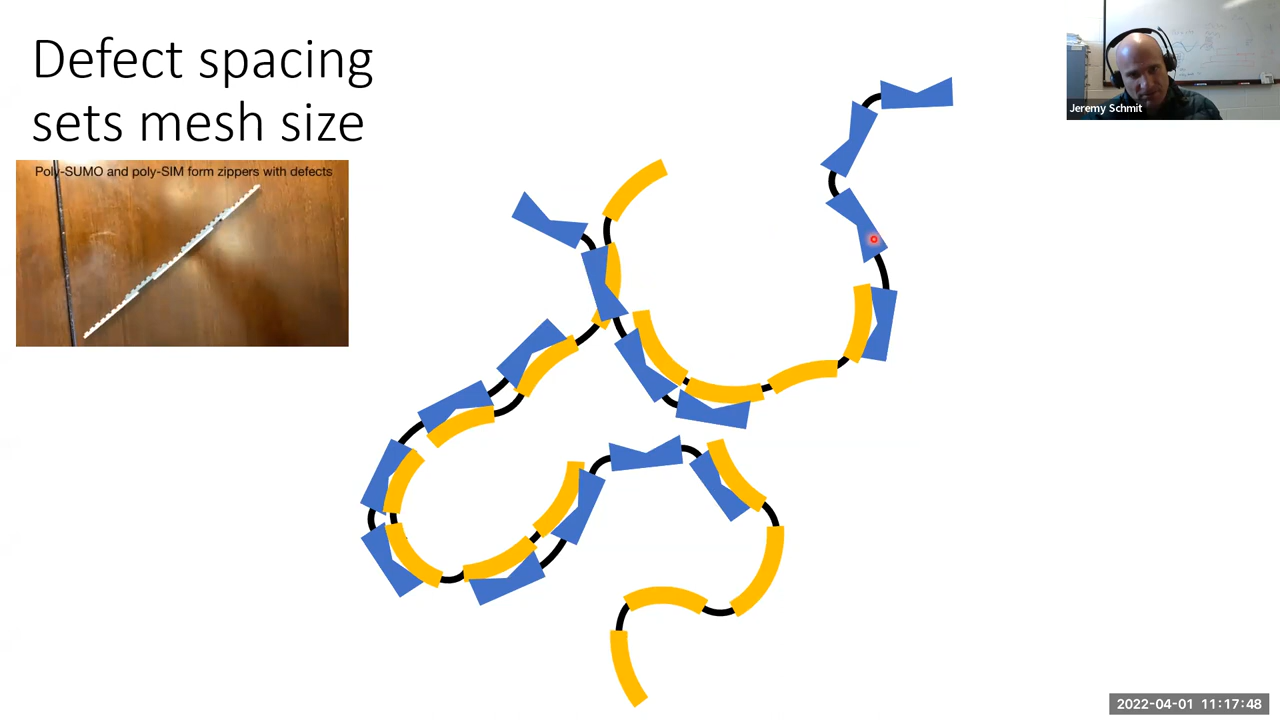 Defect spacing
sets mesh size
Poly-SUMO and poly-SIM form zippers with defects
Jeremy Schmit
2022-04-01 11:17:48